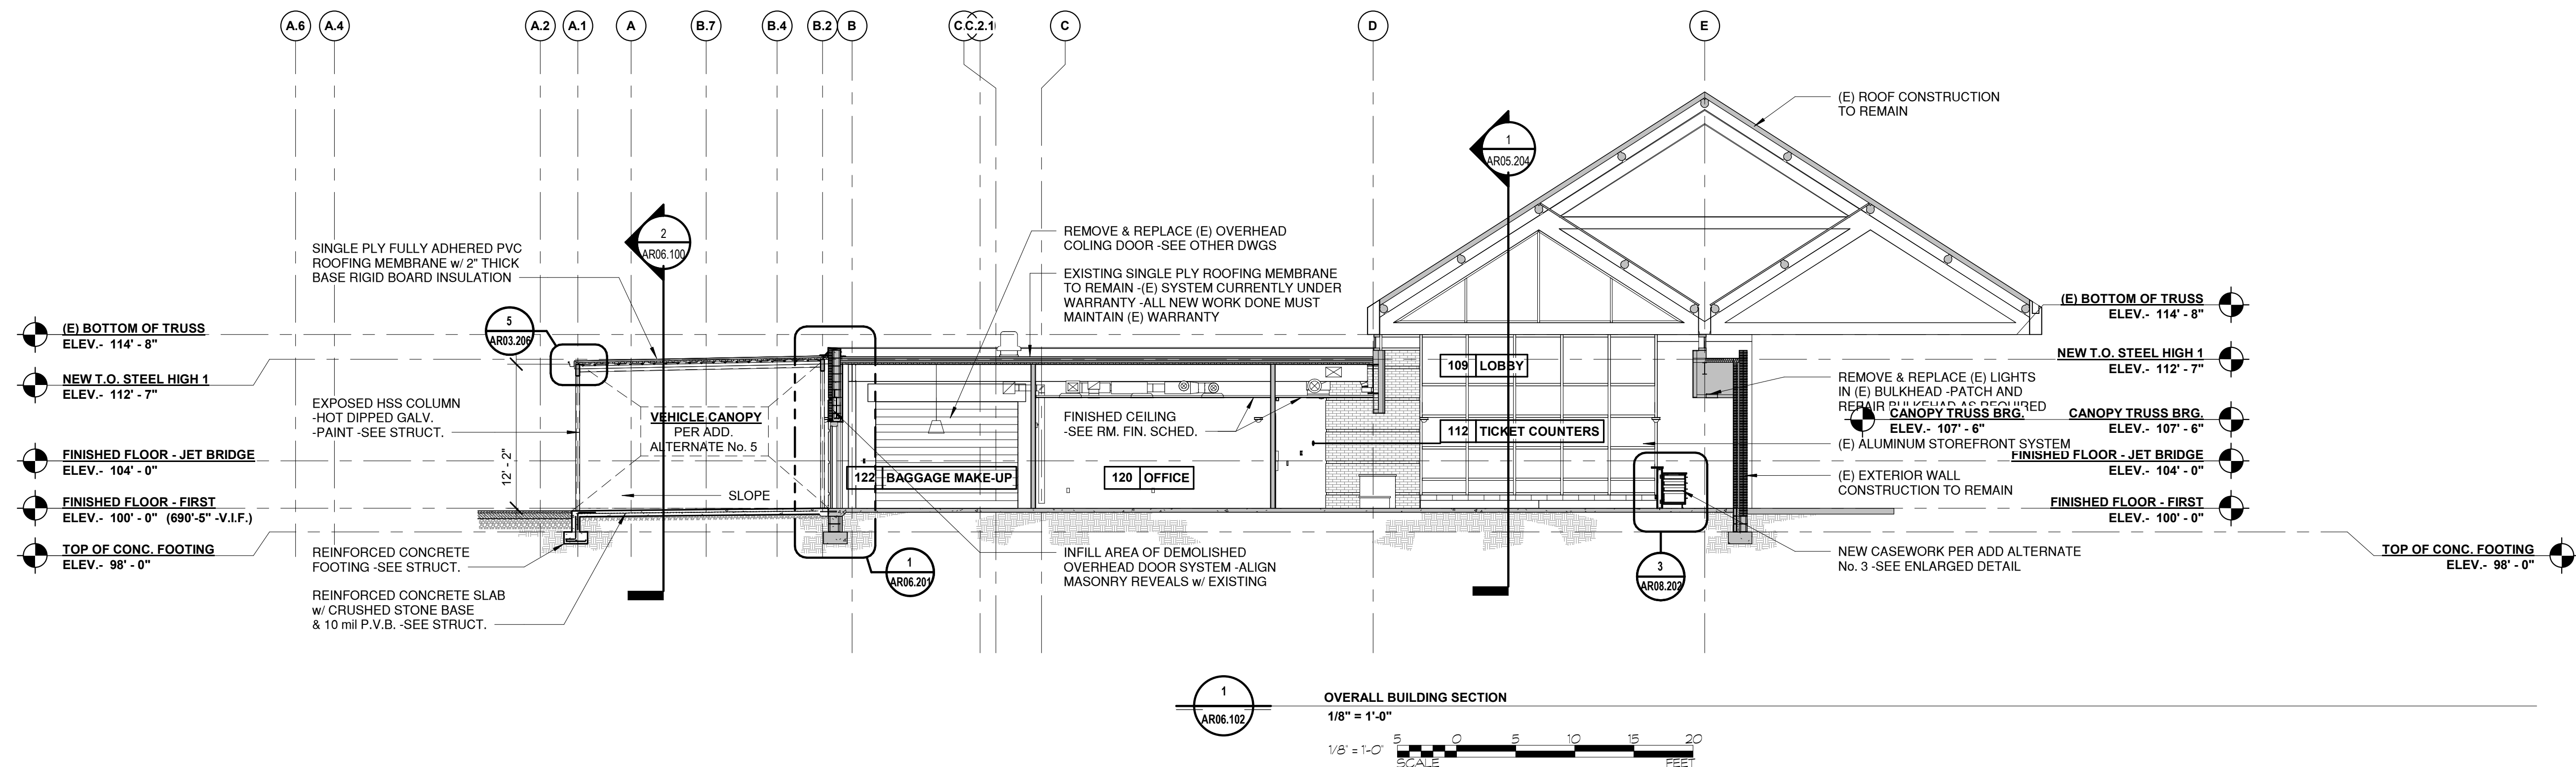 A.6
A.4
A.2
A.1
A
B.7
B.4
B.2
B
C.2.1
C
D
E
(E) ROOF CONSTRUCTION
TO REMAIN
1
AR05.204
2
AR06.100
SINGLE PLY FULLY ADHERED PVC
ROOFING MEMBRANE w/ 2" THICK
BASE RIGID BOARD INSULATION
REMOVE & REPLACE (E) OVERHEAD
COLING DOOR -SEE OTHER DWGS
EXISTING SINGLE PLY ROOFING MEMBRANE
TO REMAIN -(E) SYSTEM CURRENTLY UNDER
WARRANTY -ALL NEW WORK DONE MUST
MAINTAIN (E) WARRANTY
5
AR03.206
(E) BOTTOM OF TRUSS
ELEV.- 114' - 8"
NEW T.O. STEEL HIGH 1
ELEV.- 112' - 7"
EXPOSED HSS COLUMN
-HOT DIPPED GALV.
-PAINT -SEE STRUCT.
12' - 2"
FINISHED FLOOR - JET BRIDGE
ELEV.- 104' - 0"
FINISHED FLOOR - FIRST
ELEV.- 100' - 0" (690'-5" -V.I.F.)
TOP OF CONC. FOOTING
ELEV.- 98' - 0"
REINFORCED CONCRETE
FOOTING -SEE STRUCT.
REINFORCED CONCRETE SLAB
w/ CRUSHED STONE BASE
& 10 mil P.V.B. -SEE STRUCT.
VEHICLE CANOPY
PER ADD.
ALTERNATE No. 5
SLOPE
122 BAGGAGE MAKE-UP
120 OFFICE
FINISHED CEILING
-SEE RM. FIN. SCHED.
109 LOBBY
112 TICKET COUNTERS
1
AR06.201
INFILL AREA OF DEMOLISHED
OVERHEAD DOOR SYSTEM -ALIGN
MASONRY REVEALS w/ EXISTING
3
AR08.202
(E) BOTTOM OF TRUSS
ELEV.- 114' - 8"
NEW T.O. STEEL HIGH 1
ELEV.- 112' - 7"
REMOVE & REPLACE (E) LIGHTS
IN (E) BULKHEAD -PATCH AND
REPAIR BULKEHAD AS REQUIRED
CANOPY TRUSS BRG.
ELEV.- 107' - 6"
CANOPY TRUSS BRG.
ELEV.- 107' - 6"
(E) ALUMINUM STOREFRONT SYSTEM
FINISHED FLOOR - JET BRIDGE
ELEV.- 104' - 0"
(E) EXTERIOR WALL
CONSTRUCTION TO REMAIN
FINISHED FLOOR - FIRST
ELEV.- 100' - 0"
NEW CASEWORK PER ADD ALTERNATE
No. 3 -SEE ENLARGED DETAIL
TOP OF CONC. FOOTING
ELEV.- 98' - 0"
1
AR06.102
OVERALL BUILDING SECTION
1/8" = 1'-0"
1/8" = 1'-0"
5 0 5 10 15 20
SCALE FEET